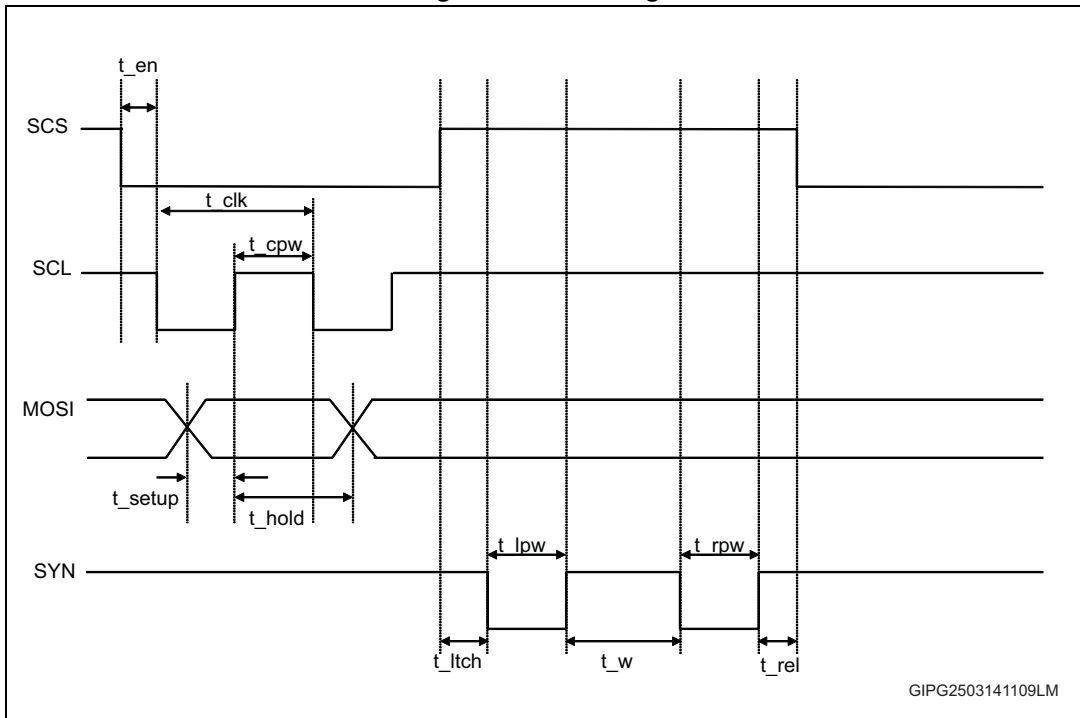 t_en
SCS
t_clk
t_cpw
SCL
MOSI
t_setup
t_hold
t_lpw
t_rpw
SYN
t_ltch
t_w
t_rel
GIPG2503141109LM